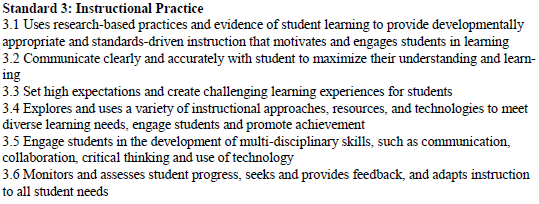 Standard 3: Instructional Practice
3.1 Uses research-based practices and evidence of student learning to provide developmentally
appropriate and standards-driven instruction that motivates and engages students in learning
3.2 Communicate clearly and accurately with student to maximize their understanding and learn-
ing
3.3 Set high expectations and create challenging learning experiences for students
3.4 Explores and uses a variety of instructional approaches, resources, and technologies to meet
diverse learning needs, engage students and promote achievement
3.5 Engage students in the development of multi-disciplinary skills, such as communication,
collaboration, critical thinking and use of technology
3.6 Monitors and assesses student progress, seeks and provides feedback, and adapts instruction
to all student needs